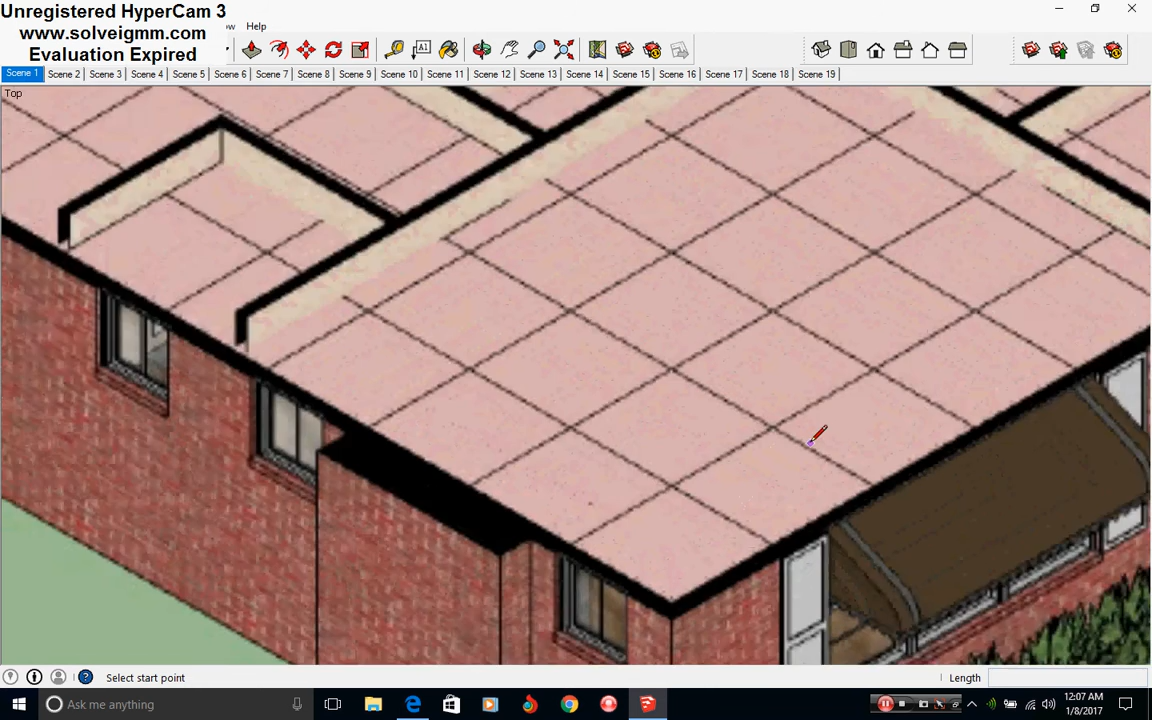 Unregistered HyperCam 3
www.solveigmm.com
Evaluation Expired
Help
A1
Scene 1 Scene 2 Scene 3 Scene 4 Scene 5 Scene 6 Scene 7 Scene 8 Scene 9 Scene 10 Scene 11 Scene 12 Scene 13 Scene 14 Scene 15 Scene 16 Scene 17 Scene 18 Scene 19
Top
Select start point
Length
Ask me anything
12:07 AM
1/8/2017